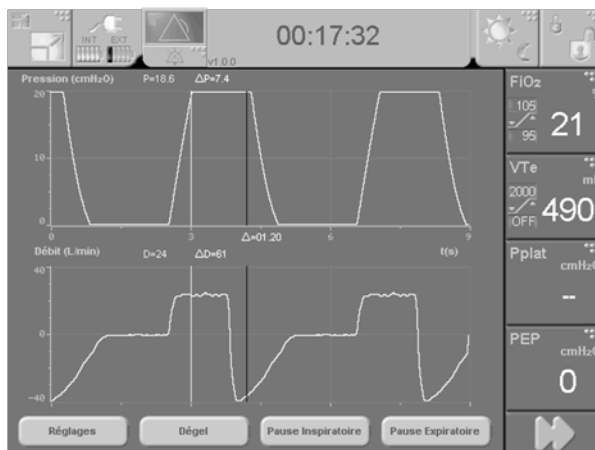 INT. EXT
00:17:32
v1.0.0
Pression (cmH2O) P=18.6 △P=7.4
20
10
0
0 3 6 9
△=01.20
Débit (L/min) D=24 △D=61 t(s)
40
0
-40
Réglages Dégel Pause Inspiratoire Pause Expiratoire
FiO2
105
95
21
VTe
ml
2000
OFF
490
Pplat
cmH2O
--
PEP
cmH2O
0